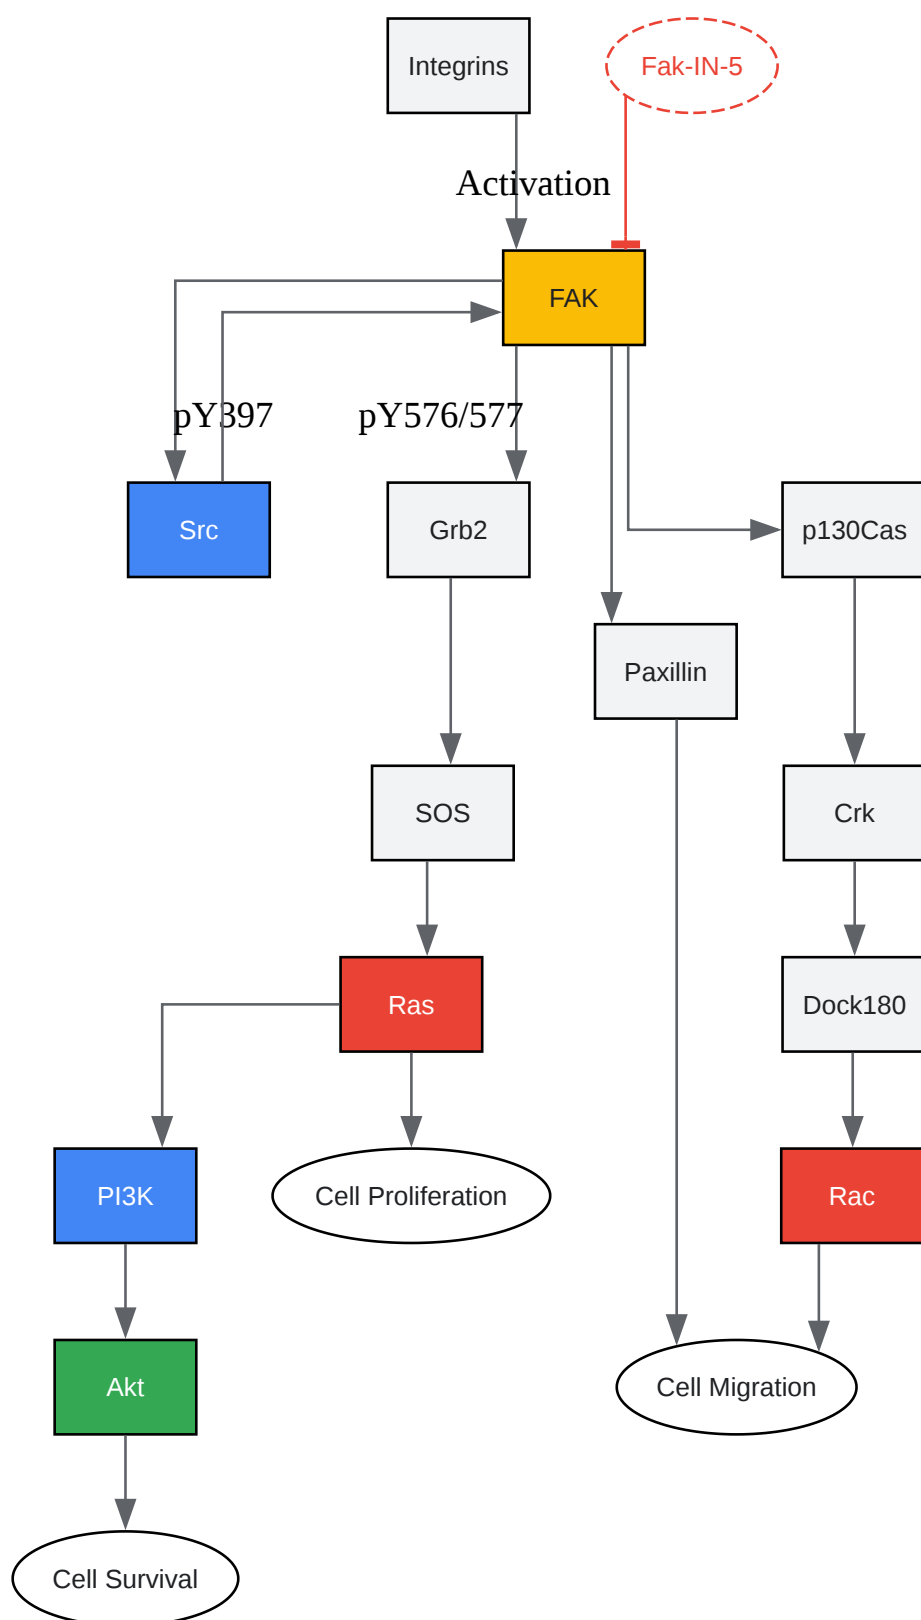 Integrins
Fak-IN-5
Activation
FAK
pY397
pY576/577
Src
Grb2
p130Cas
Paxillin
SOS
Crk
Ras
Dock180
PI3K
Cell Proliferation
Rac
Akt
Cell Migration
Cell Survival